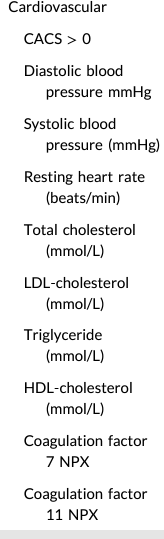 Cardiovascular
CACS > 0
Diastolic blood
pressure mmHg
Systolic blood
pressure (mmHg)
Resting heart rate
(beats/min)
Total cholesterol
(mmol/L)
LDL-cholesterol
(mmol/L)
Triglyceride
(mmol/L)
HDL-cholesterol
(mmol/L)
Coagulation factor
7 NPX
Coagulation factor
11 NPX